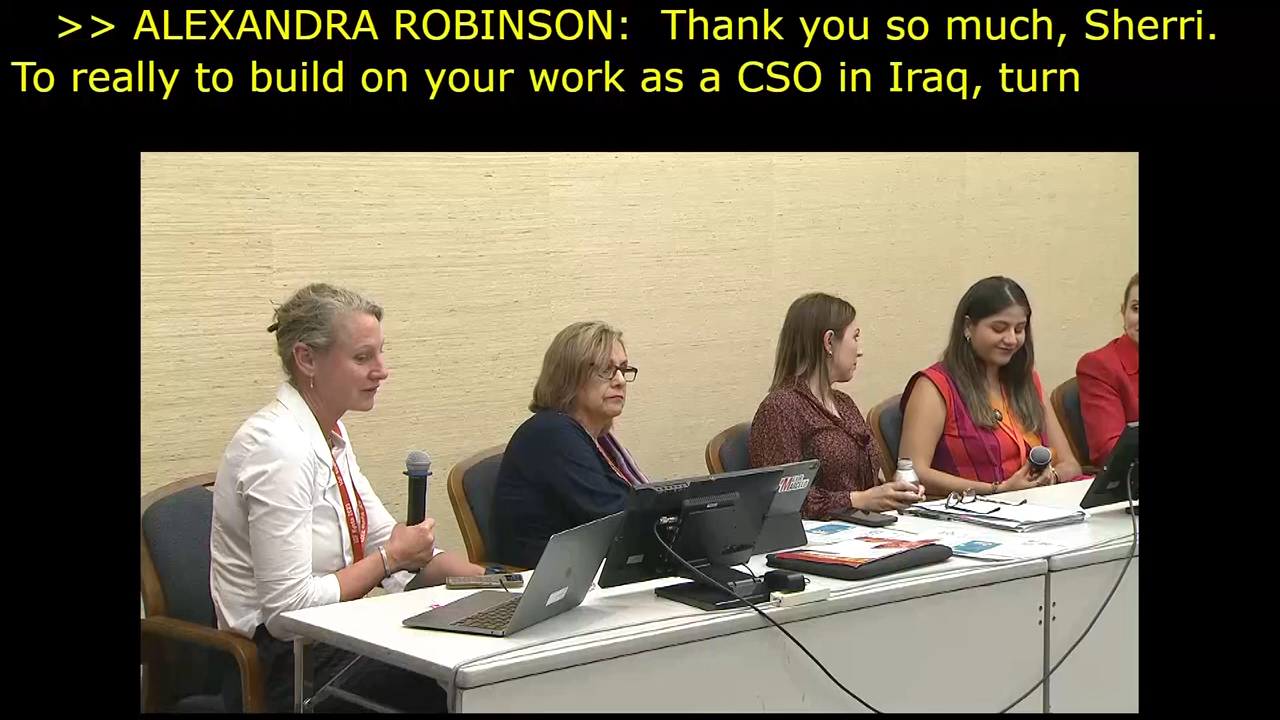 >> ALEXANDRA ROBINSON:  Thank you so much, Sherri.
To really to build on your work as a CSO in Iraq, turn